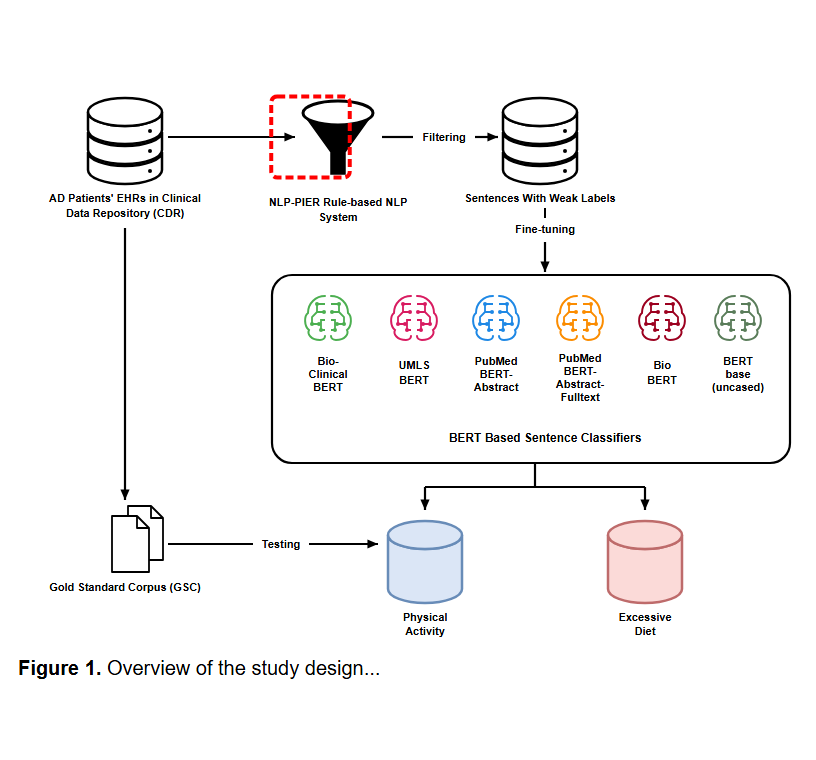 Filtering
AD Patients' EHRs in Clinical
Data Repository (CDR)
NLP-PIER Rule-based NLP
System
Sentences With Weak Labels
Fine-tuning
Bio-
Clinical
BERT
UMLS
BERT
PubMed
BERT-
Abstract
PubMed
BERT-
Abstract-
Fulltext
Bio
BERT
BERT
base
(uncased)
BERT Based Sentence Classifiers
Testing
Gold Standard Corpus (GSC)
Physical
Activity
Excessive
Diet
Figure 1. Overview of the study design...